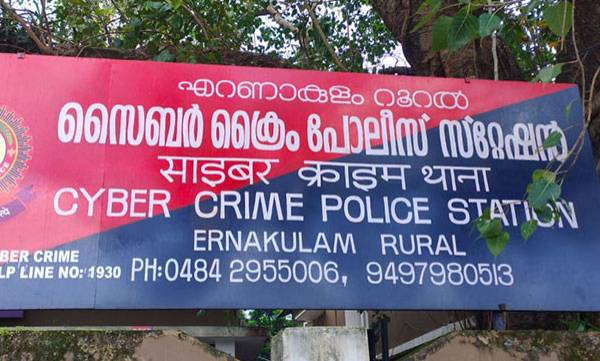 എറണാകുളം റൂറൽ
സൈബർ ക്രൈം പോലീസ് സ്റ്റേഷൻ
साइबर क्राइम थाना
CYBER CRIME POLICE STATION
ERNAKULAM RURAL
BER CRIME
LP LINE NO: 1930
PH:0484 2955006, 9497980513